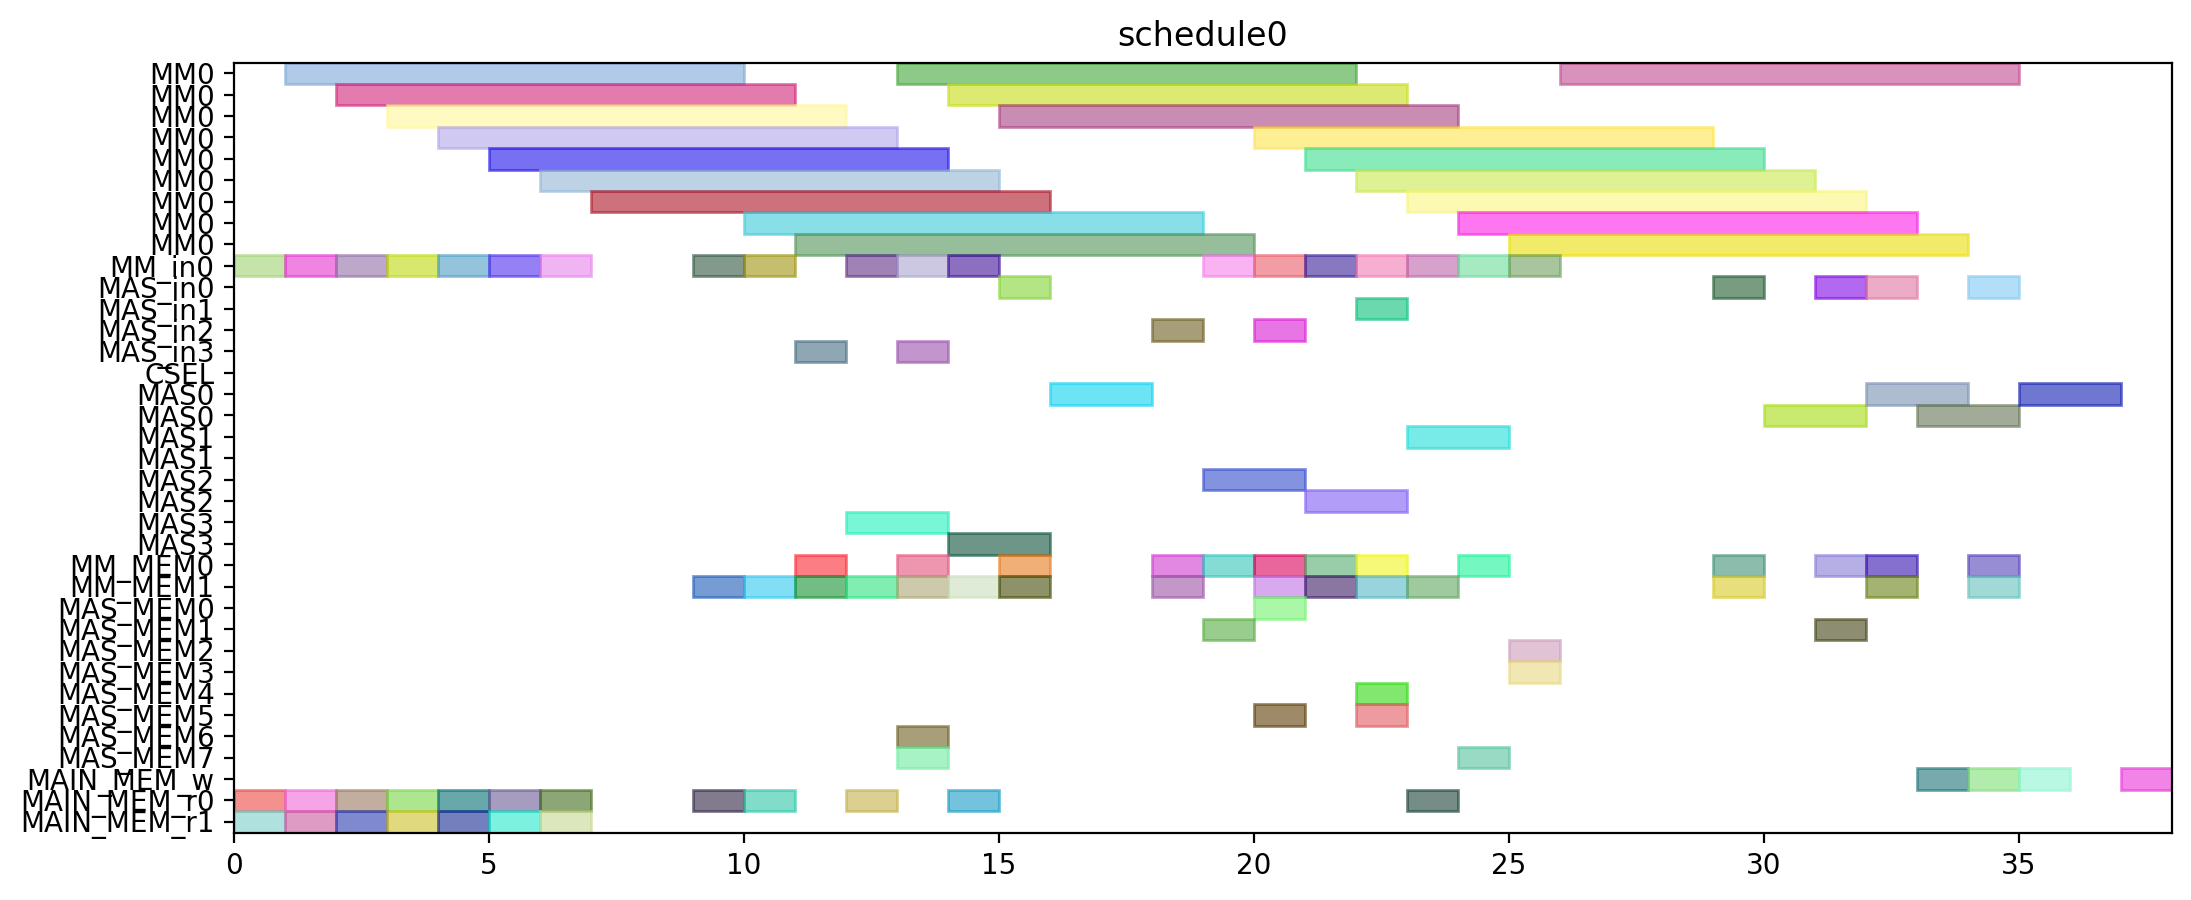 schedule0
MM0
MM0
MM0
MM0
MM0
MM0
MM0
MM0
MM0
MM_in0
MAS_in0
MAS_in1
MAS_in2
MAS_in3
CSEL
MAS0
MAS0
MAS1
MAS1
MAS2
MAS2
MAS3
MAS3
MM_MEM0
MM_MEM1
MAS_MEM0
MAS_MEM1
MAS_MEM2
MAS_MEM3
MAS_MEM4
MAS_MEM5
MAS_MEM6
MAS_MEM7
MAIN_MEM_w
MAIN_MEM_r0
MAIN_MEM_r1
0 5 10 15 20 25 30 35